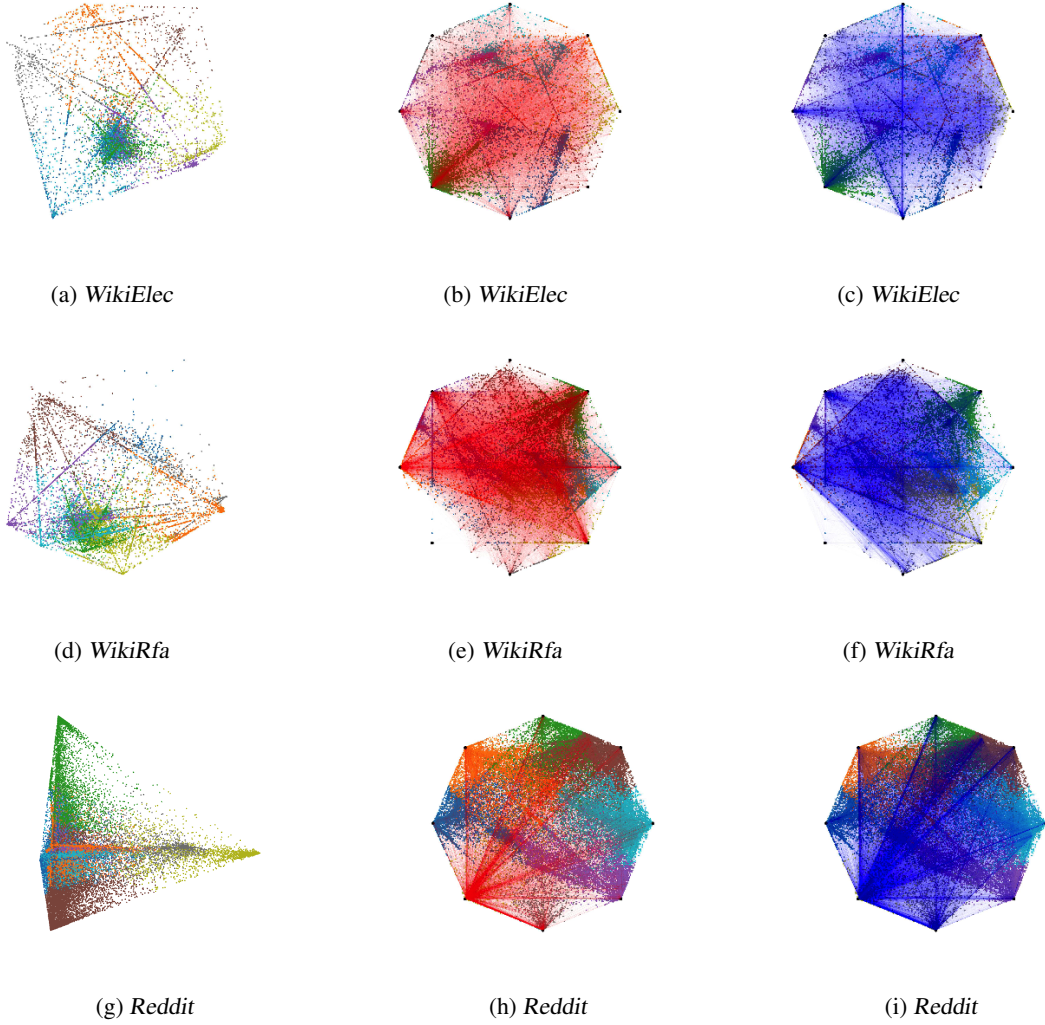 (a) WikiElec
(b) WikiElec
(c) WikiElec
(d) WikiRfa
(e) WikiRfa
(f) WikiRfa
(g) Reddit
(h) Reddit
(i) Reddit